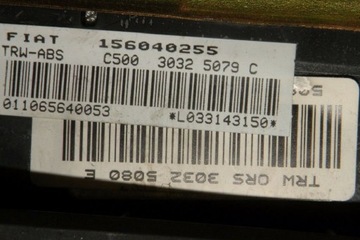 FIAT 156040255
TRW-ABS C500 3032 5079 C
011065640053 *L033143150*
TRW ORS 3032 5080 E